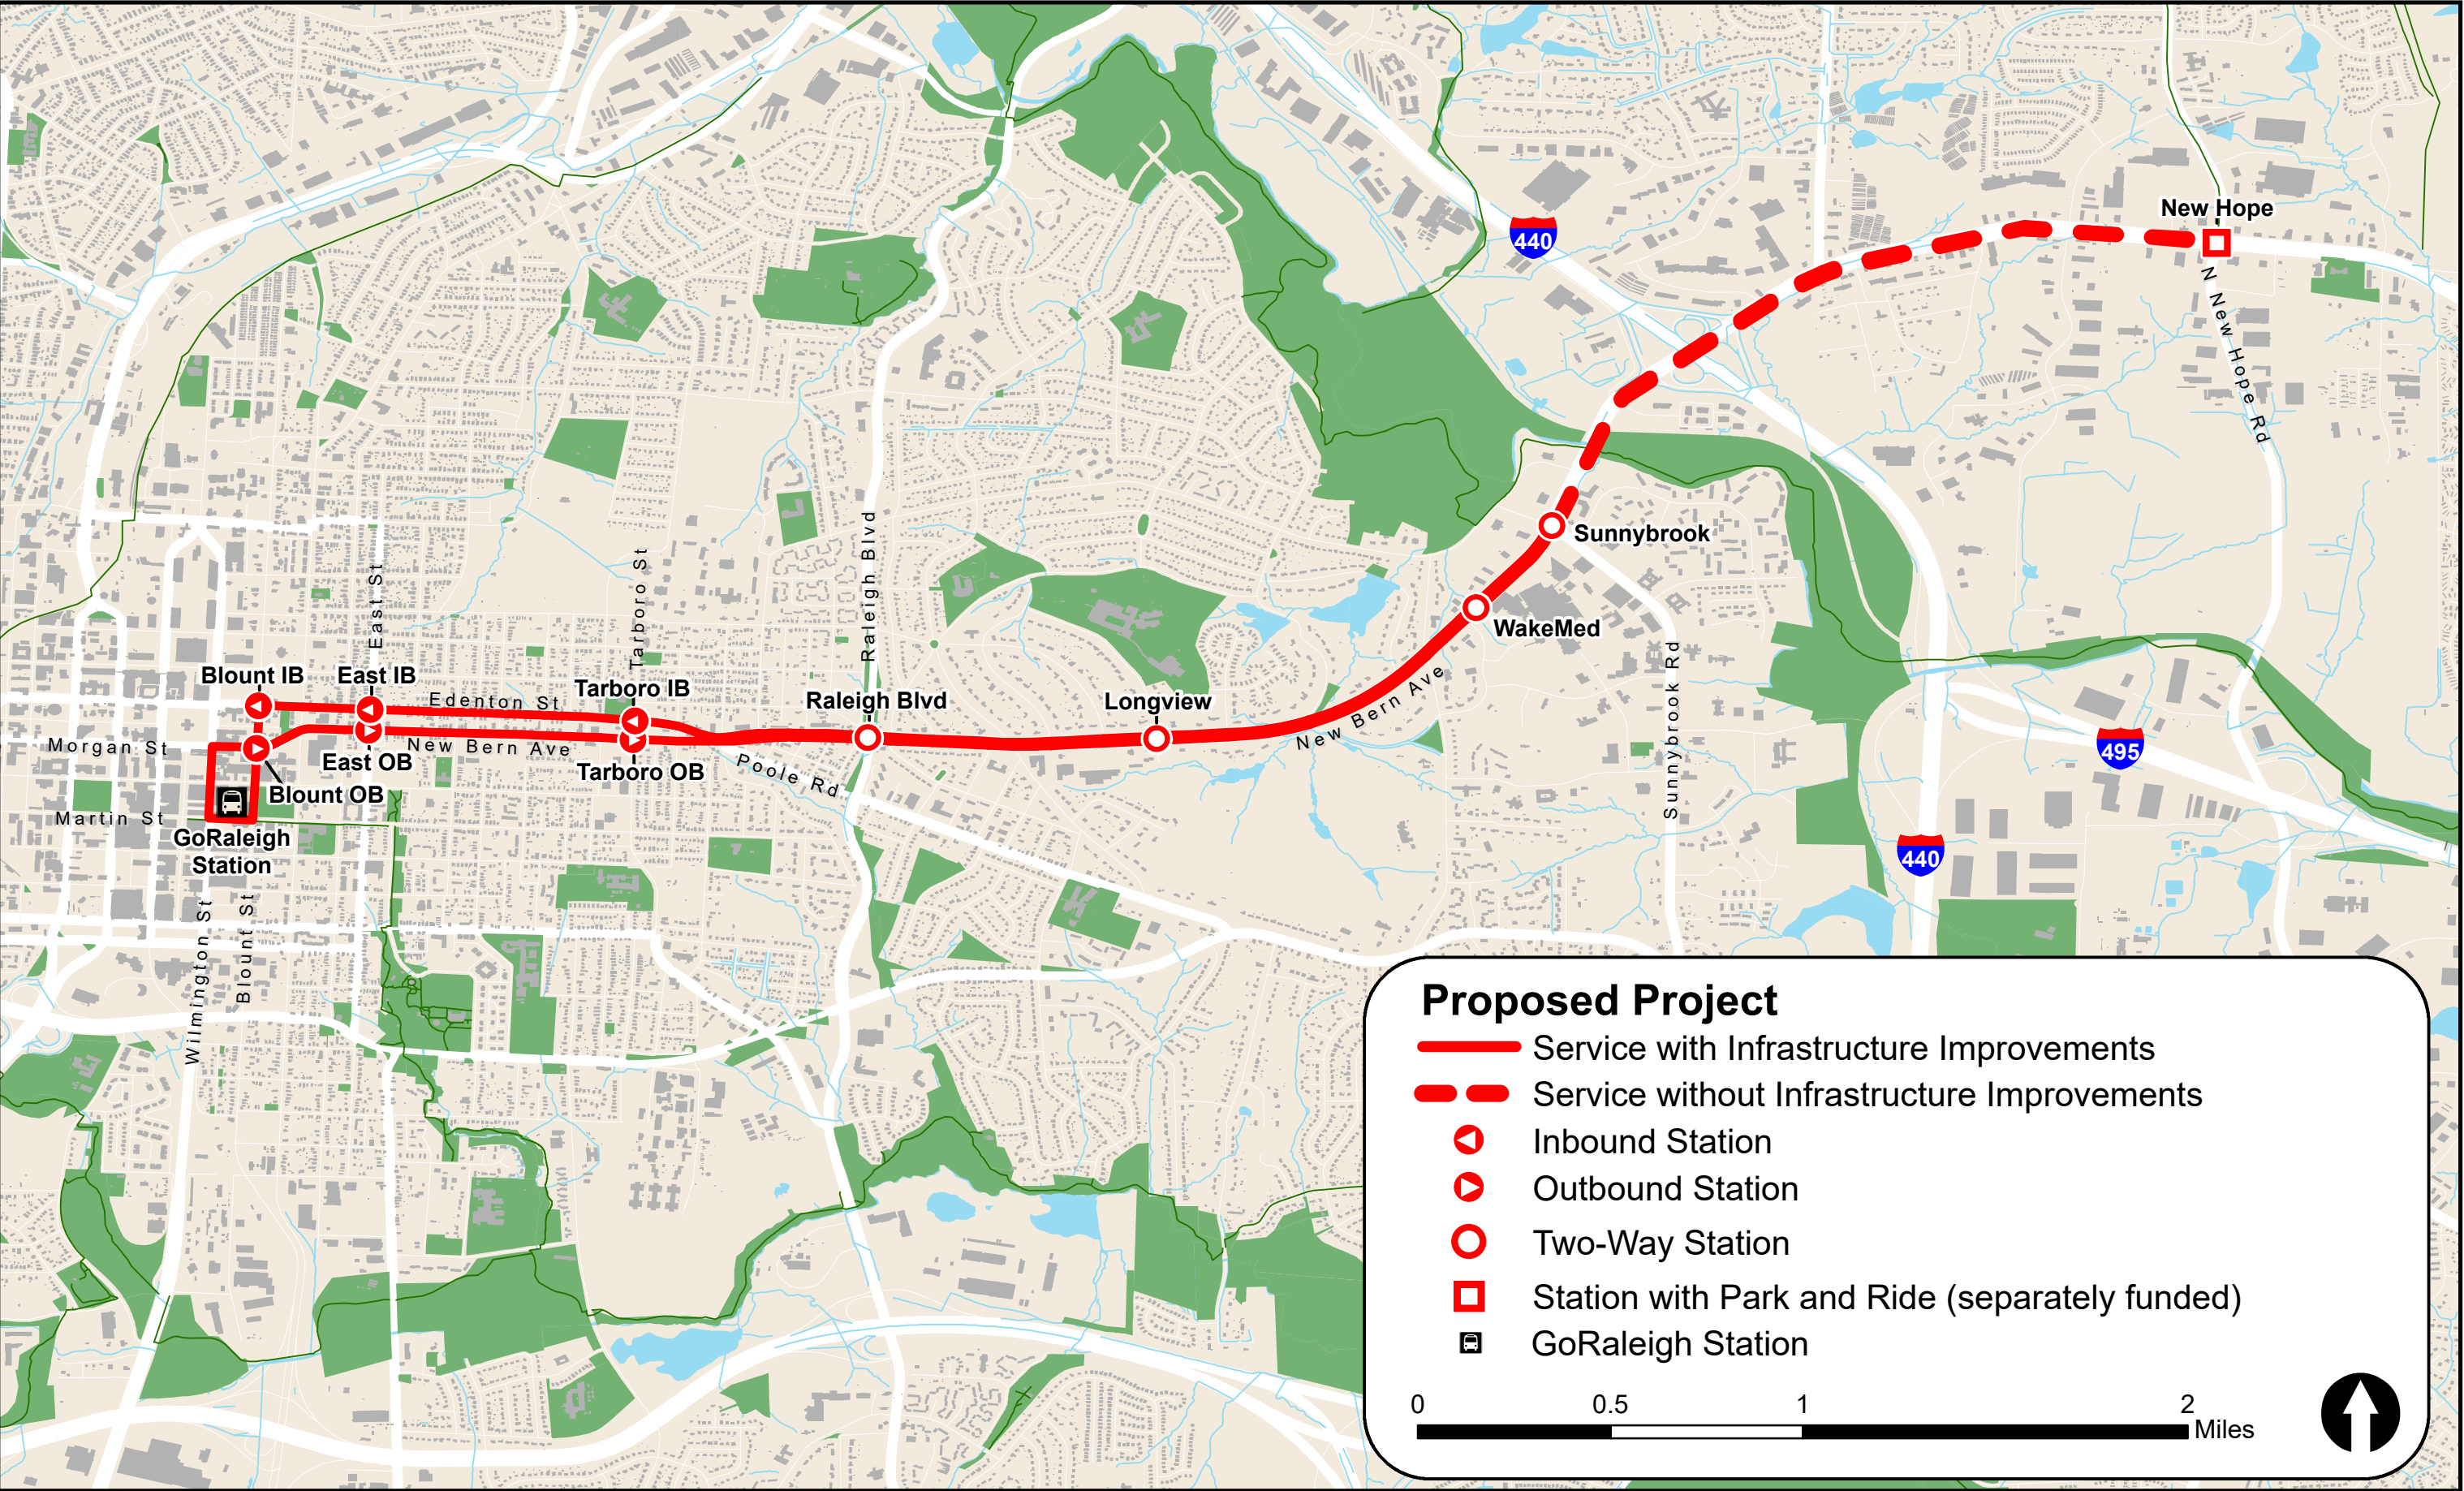 440
New Hope
N New Hope Rd
Sunnybrook
WakeMed
Raleigh Blvd
East St
Tarboro St
Blount IB
East IB
Edenton St
Tarboro IB
Raleigh Blvd
Longview
New Bern Ave
Sunnybrook Rd
Morgan St
New Bern Ave
East OB
Tarboro OB
Poole Rd
495
Blount OB
Martin St
GoRaleigh
Station
440
Wilmington St
Blount St
Proposed Project
Service with Infrastructure Improvements
Service without Infrastructure Improvements
Inbound Station
Outbound Station
Two-Way Station
Station with Park and Ride (separately funded)
GoRaleigh Station
0 0.5 1 2
Miles